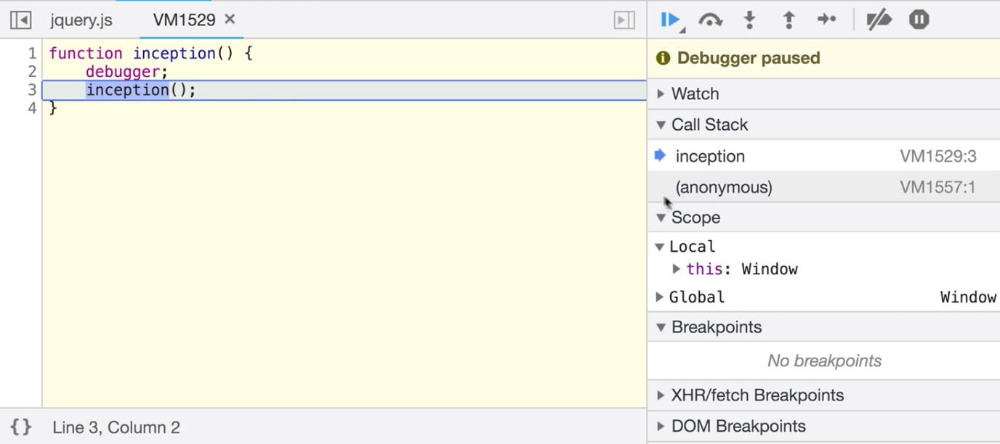 jquery.js VM1529 ×
1 function inception() {
2 debugger;
3 inception();
4 }
{} Line 3, Column 2
Debugger paused
Watch
Call Stack
inception VM1529:3
(anonymous) VM1557:1
Scope
Local
this: Window
Global Window
Breakpoints
No breakpoints
XHR/fetch Breakpoints
DOM Breakpoints